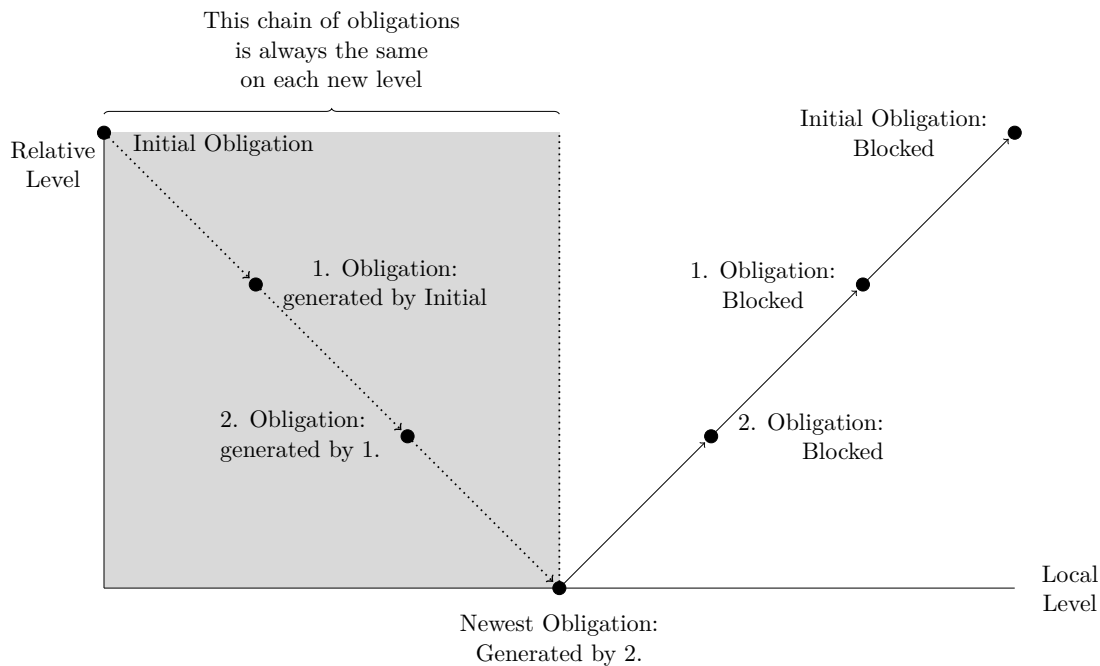 This chain of obligations
is always the same
on each new level
Relative
Level
Initial Obligation
Initial Obligation:
Blocked
1. Obligation:
generated by Initial
1. Obligation:
Blocked
2. Obligation:
generated by 1.
2. Obligation:
Blocked
Local
Level
Newest Obligation:
Generated by 2.